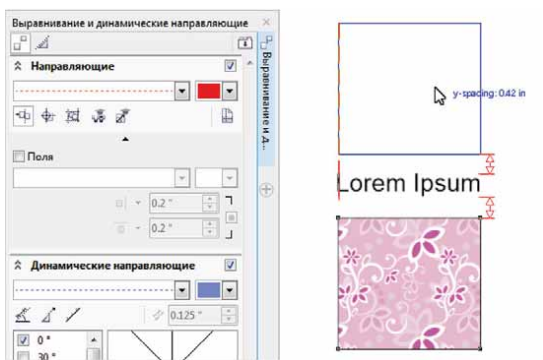 Выравнивание и динамические направляющие
Направляющие
Поля
0.2 "
0.2 "
Динамические направляющие
0.125 "
0 °
30 °
Выравнивание и д...
y-spacing: 0.42 in
Lorem Ipsum